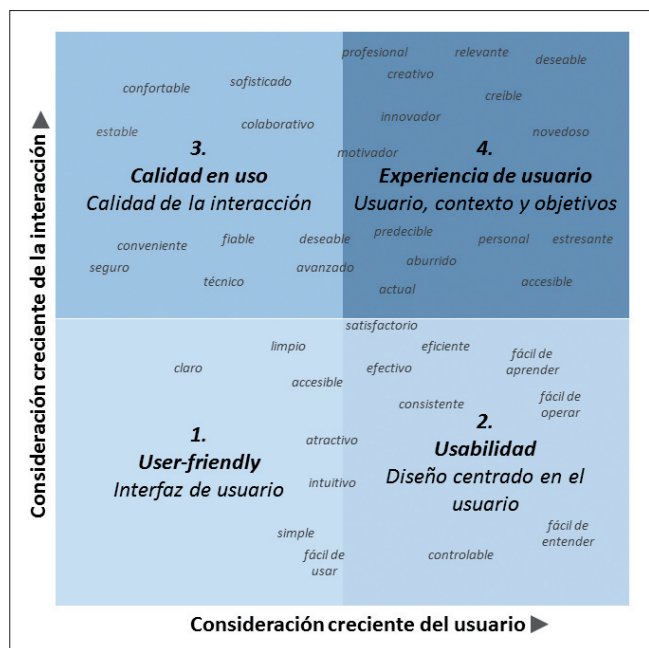 Consideración creciente de la interacción ▶
profesional
relevante
deseable
confortable
sofisticado
creativo
creíble
estable
colaborativo
innovador
novedoso
motivador
3.
Calidad en uso
Calidad de la interacción
4.
Experiencia de usuario
Usuario, contexto y objetivos
conveniente
fiable
deseable
predecible
personal
estresante
seguro
técnico
avanzado
aburrido
actual
accesible
satisfactorio
limpio
claro
accesible
efectivo
eficiente
fácil de
aprender
consistente
fácil de
operar
1.
User-friendly
Interfaz de usuario
atractivo
intuitivo
2.
Usabilidad
Diseño centrado en el
usuario
simple
fácil de
usar
controlable
fácil de
entender
Consideración creciente del usuario ▶